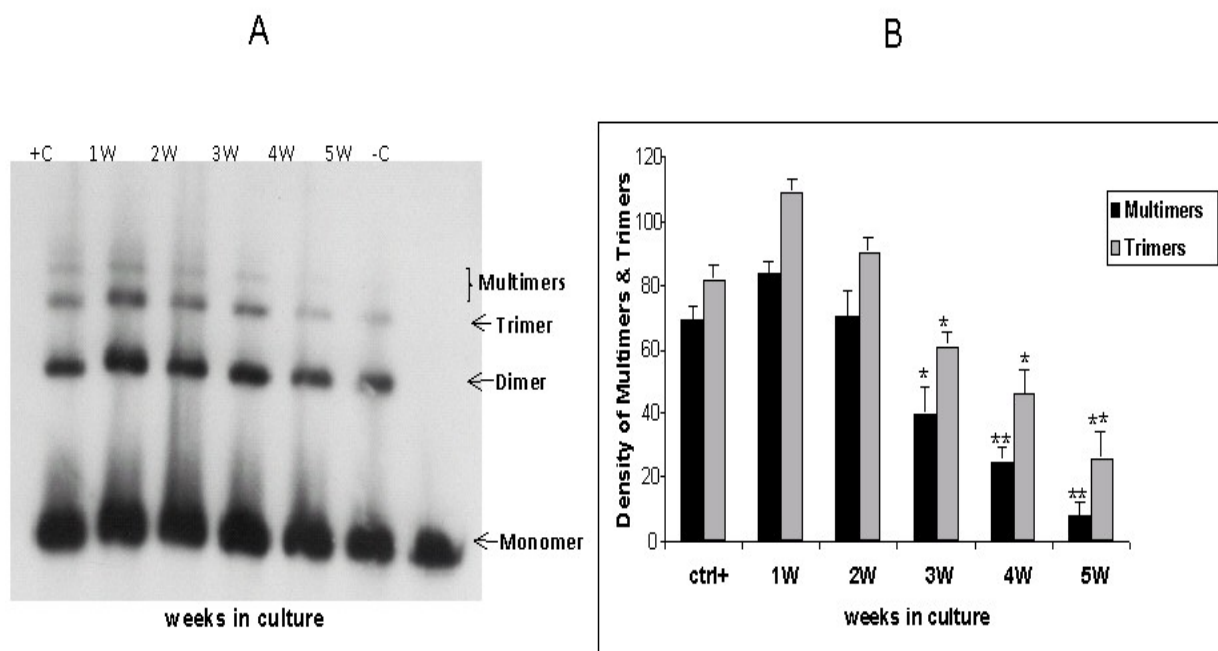 A
B
+C 1W 2W 3W 4W 5W -C
Multimers
Trimer
Dimer
Monomer
weeks in culture
Density of Multimers & Trimers
120
100
80
60
40
20
0
* * ** * ** **
Multimers
Trimers
ctrl+ 1W 2W 3W 4W 5W
weeks in culture